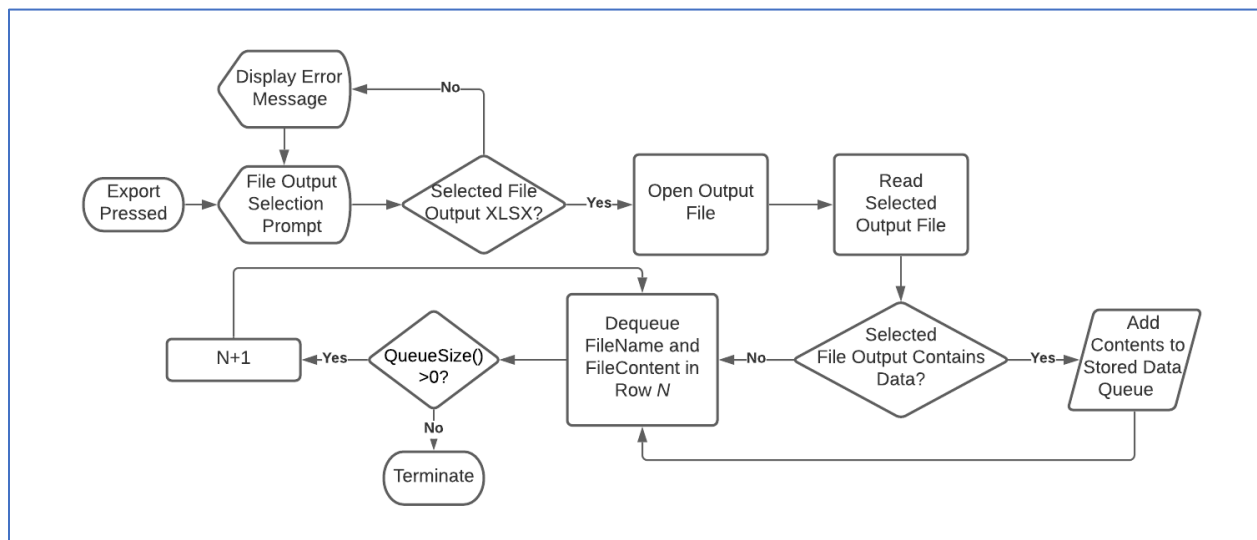 Display Error
Message
No
Export
Pressed
File Output
Selection
Prompt
Selected File
Output XLSX?
Yes
Open Output
File
Read
Selected
Output File
N+1
Yes
QueueSize()
>0?
No
Terminate
Dequeue
FileName and
FileContent in
Row N
No
Selected
File Output Contains
Data?
Yes
Add
Contents to
Stored Data
Queue